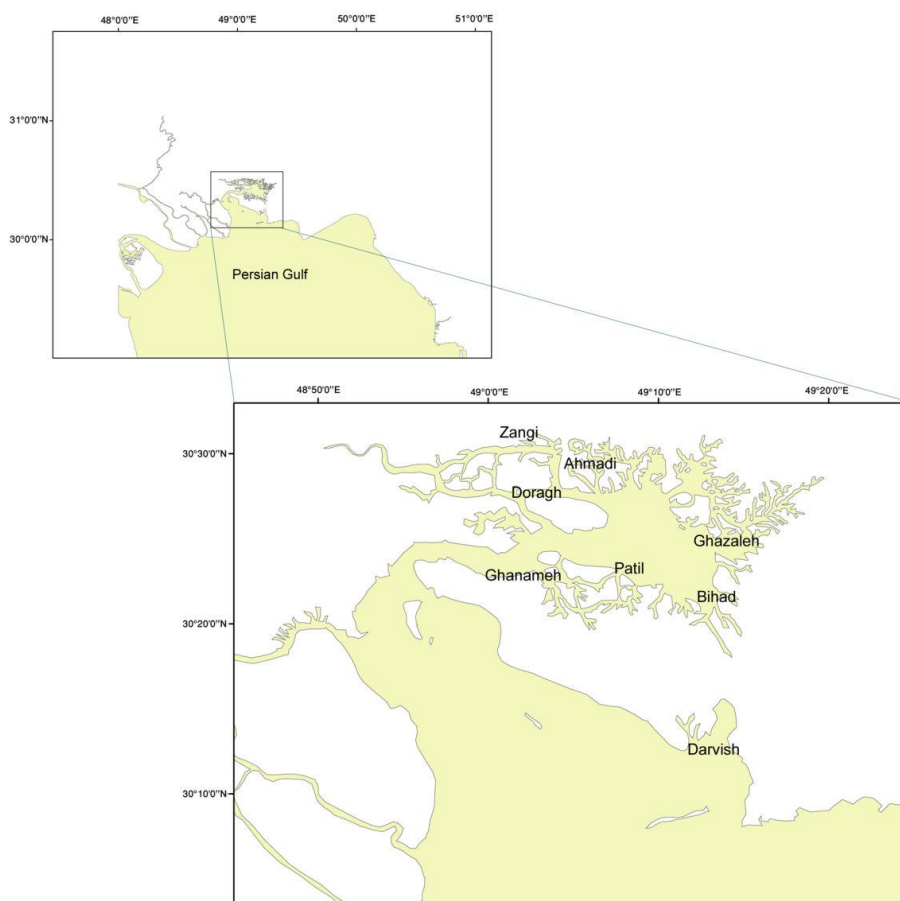 48°0'0"E
49°0'0"E
50°0'0"E
51°0'0"E
31°0'0"N
30°0'0"N
Persian Gulf
48°50'0"E
49°0'0"E
49°10'0"E
49°20'0"E
30°30'0"N
30°20'0"N
30°10'0"N
Zangi
Ahmadi
Doragh
Ghazaleh
Patil
Ghanameh
Bihad
Darvish